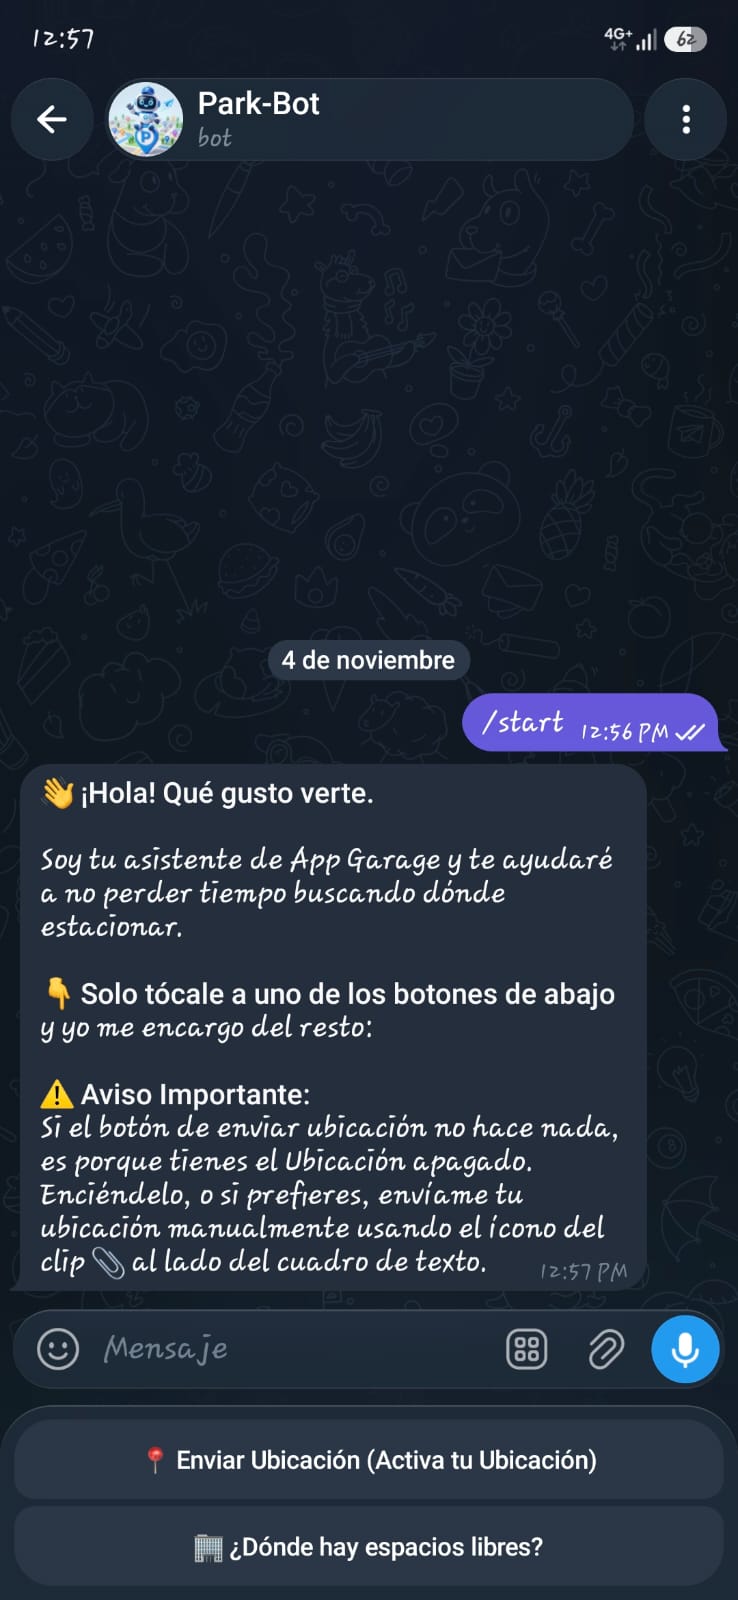 12:57
4G+
62
Park-Bot
bot
4 de noviembre
/start 12:56 PM
👋 ¡Hola! Qué gusto verte.
Soy tu asistente de App Garage y te ayudaré
a no perder tiempo buscando dónde
estacionar.
👇 Solo tócale a uno de los botones de abajo
y yo me encargo del resto:
⚠️ Aviso Importante:
Si el botón de enviar ubicación no hace nada,
es porque tienes el Ubicación apagado.
Enciéndelo, o si prefieres, envíame tu
ubicación manualmente usando el ícono del
clip 📎 al lado del cuadro de texto.
12:57 PM
Mensaje
📍 Enviar Ubicación (Activa tu Ubicación)
🏢 ¿Dónde hay espacios libres?